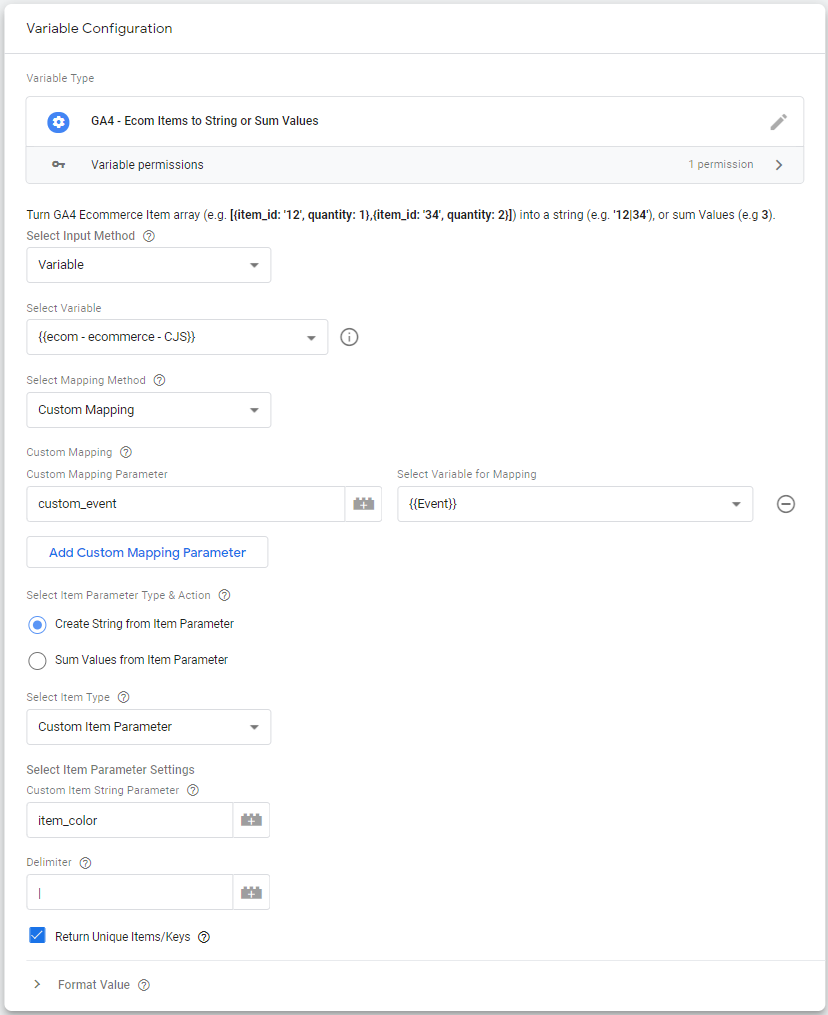 Variable Configuration
Variable Type
GA4 - Ecom Items to String or Sum Values
Variable permissions
1 permission
Turn GA4 Ecommerce Item array (e.g. [{item_id: '12', quantity: 1},{item_id: '34', quantity: 2}]) into a string (e.g. '12|34'), or sum Values (e.g 3).
Select Input Method
Variable
Select Variable
{{ecom - ecommerce - CJS}}
Select Mapping Method
Custom Mapping
Custom Mapping
Custom Mapping Parameter
Select Variable for Mapping
custom_event
{{Event}}
Add Custom Mapping Parameter
Select Item Parameter Type & Action
Create String from Item Parameter
Sum Values from Item Parameter
Select Item Type
Custom Item Parameter
Select Item Parameter Settings
Custom Item String Parameter
item_color
Delimiter
|
Return Unique Items/Keys
Format Value